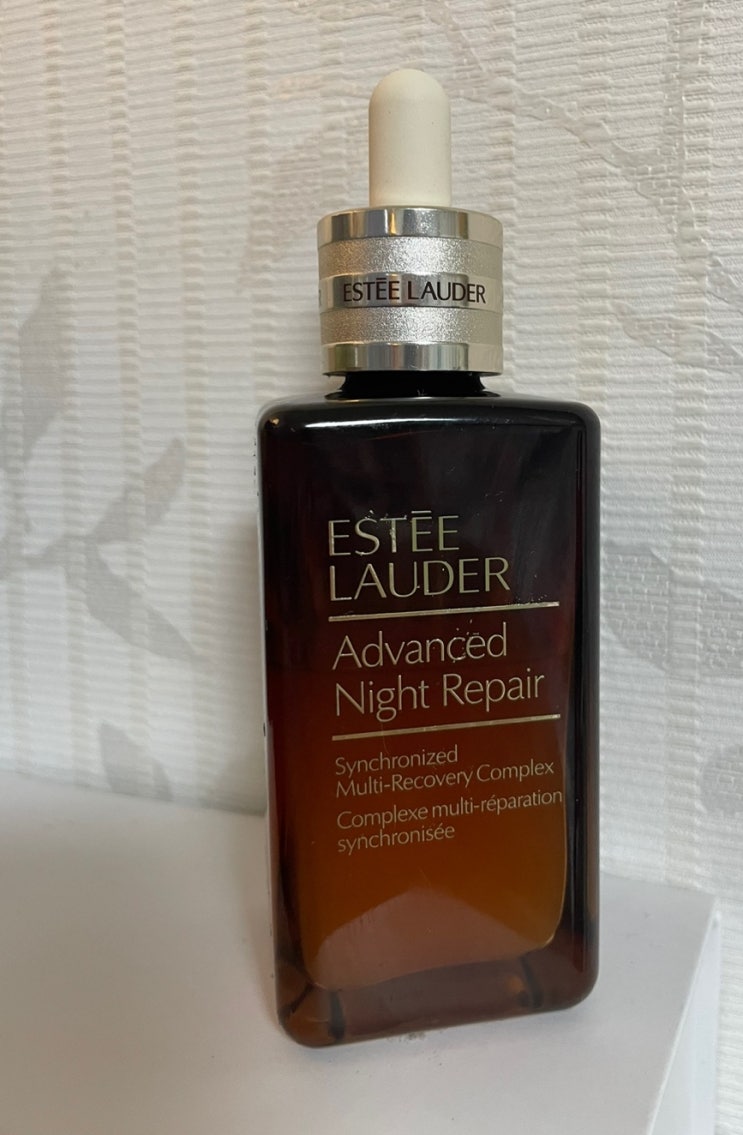 ESTĒE LAUDER
ESTĒE
LAUDER
Advanced
Night Repair
Synchronized
Multi-Recovery Complex
Complexe multi-réparation
synchronisée